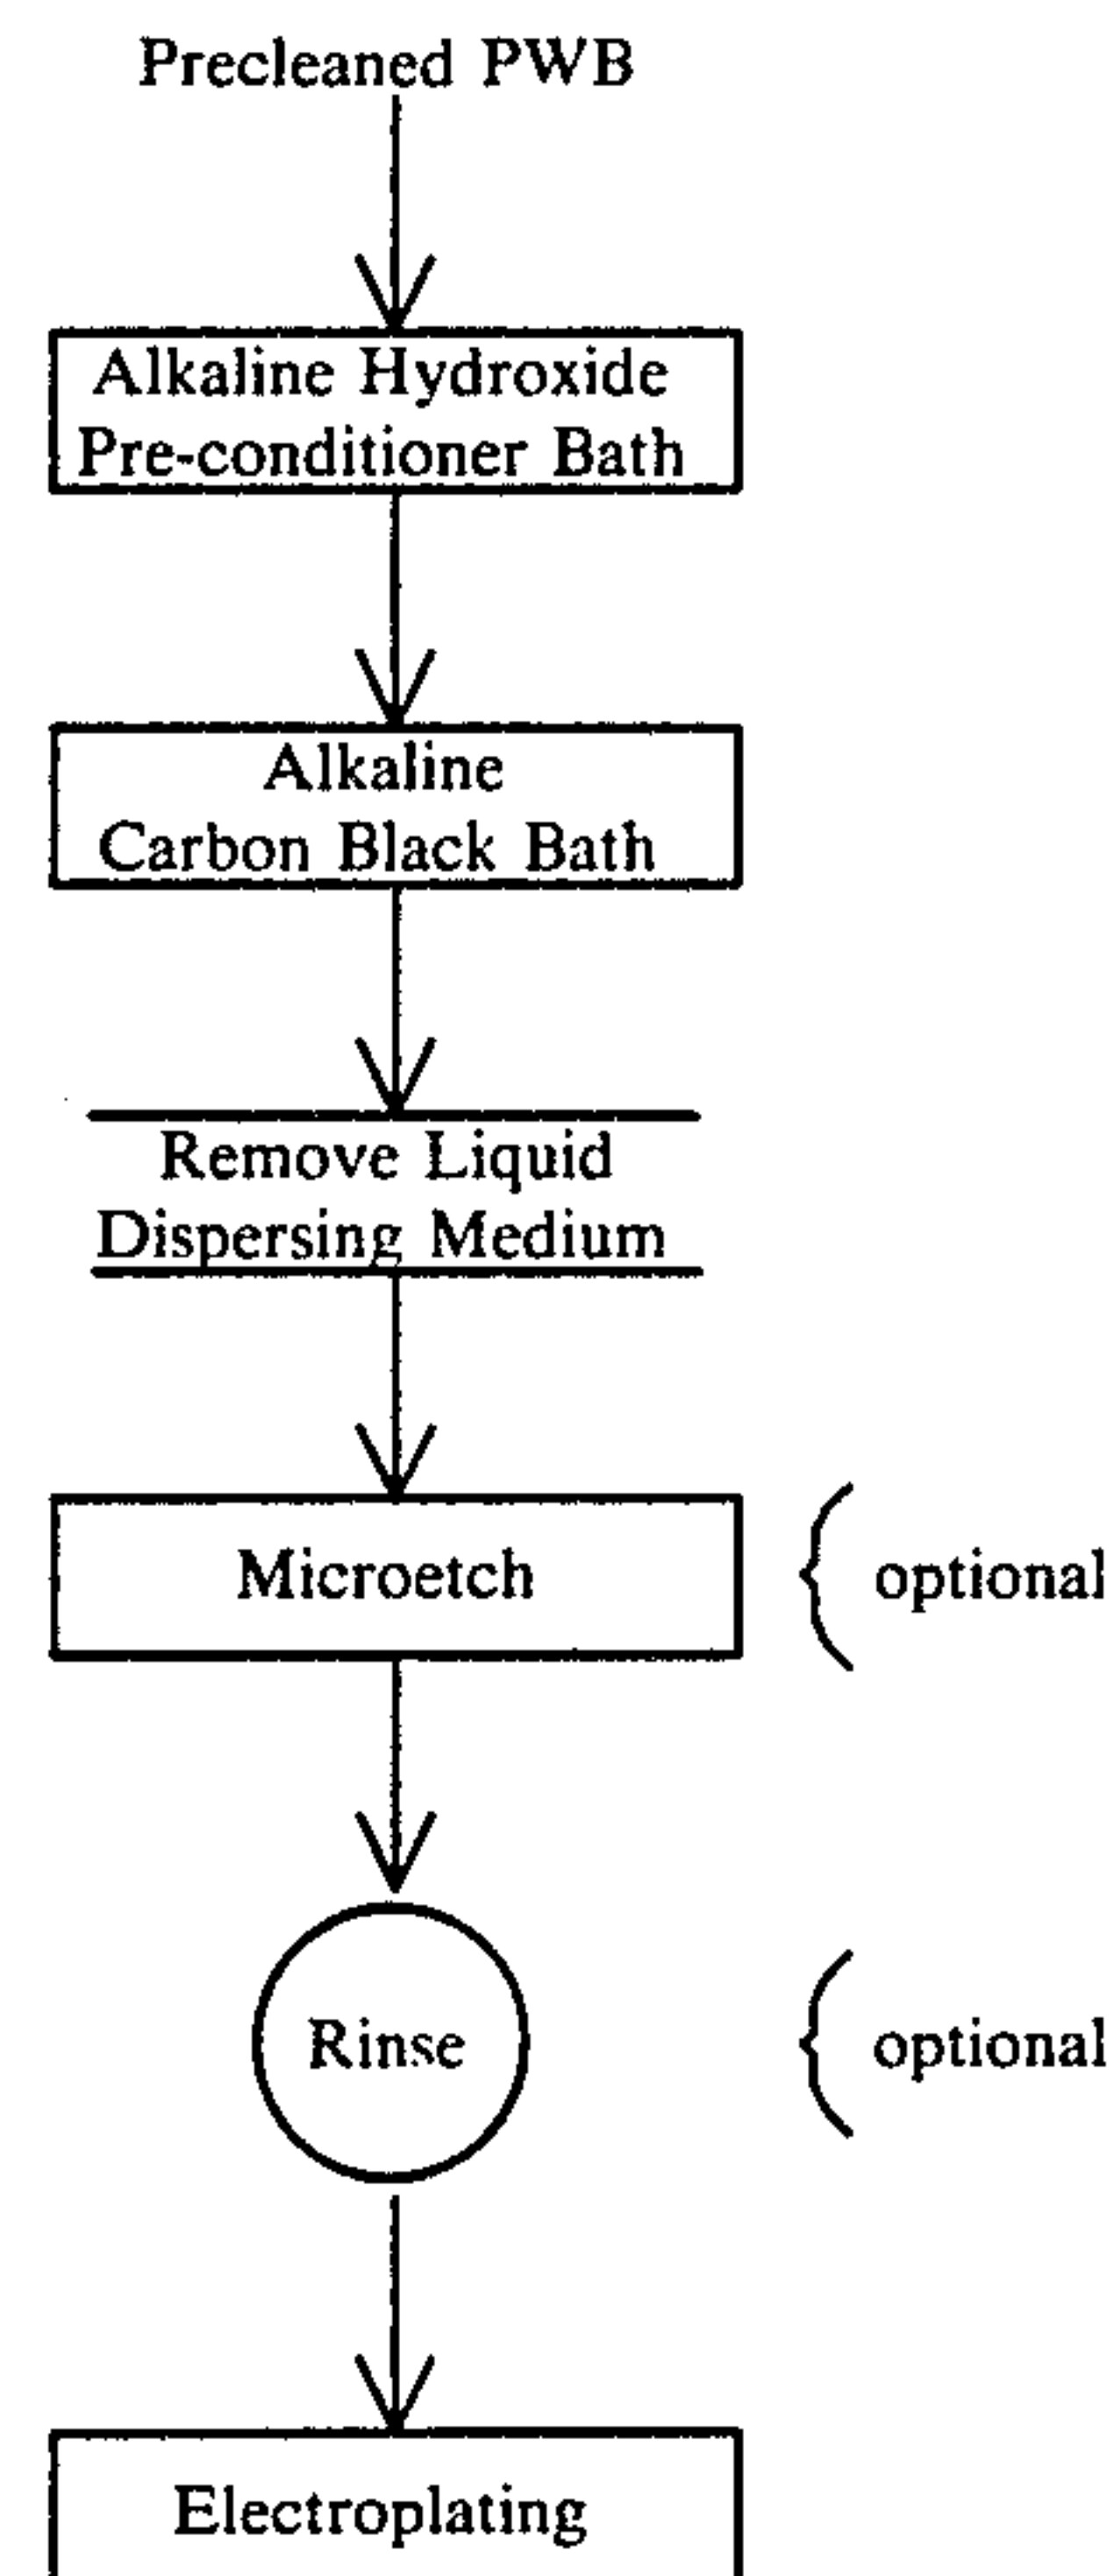 Precleaned PWB
Alkaline Hydroxide
Pre-conditioner Bath
Alkaline
Carbon Black Bath
Remove Liquid
Dispersing Medium
Microetch
optional
Rinse
optional
Electroplating